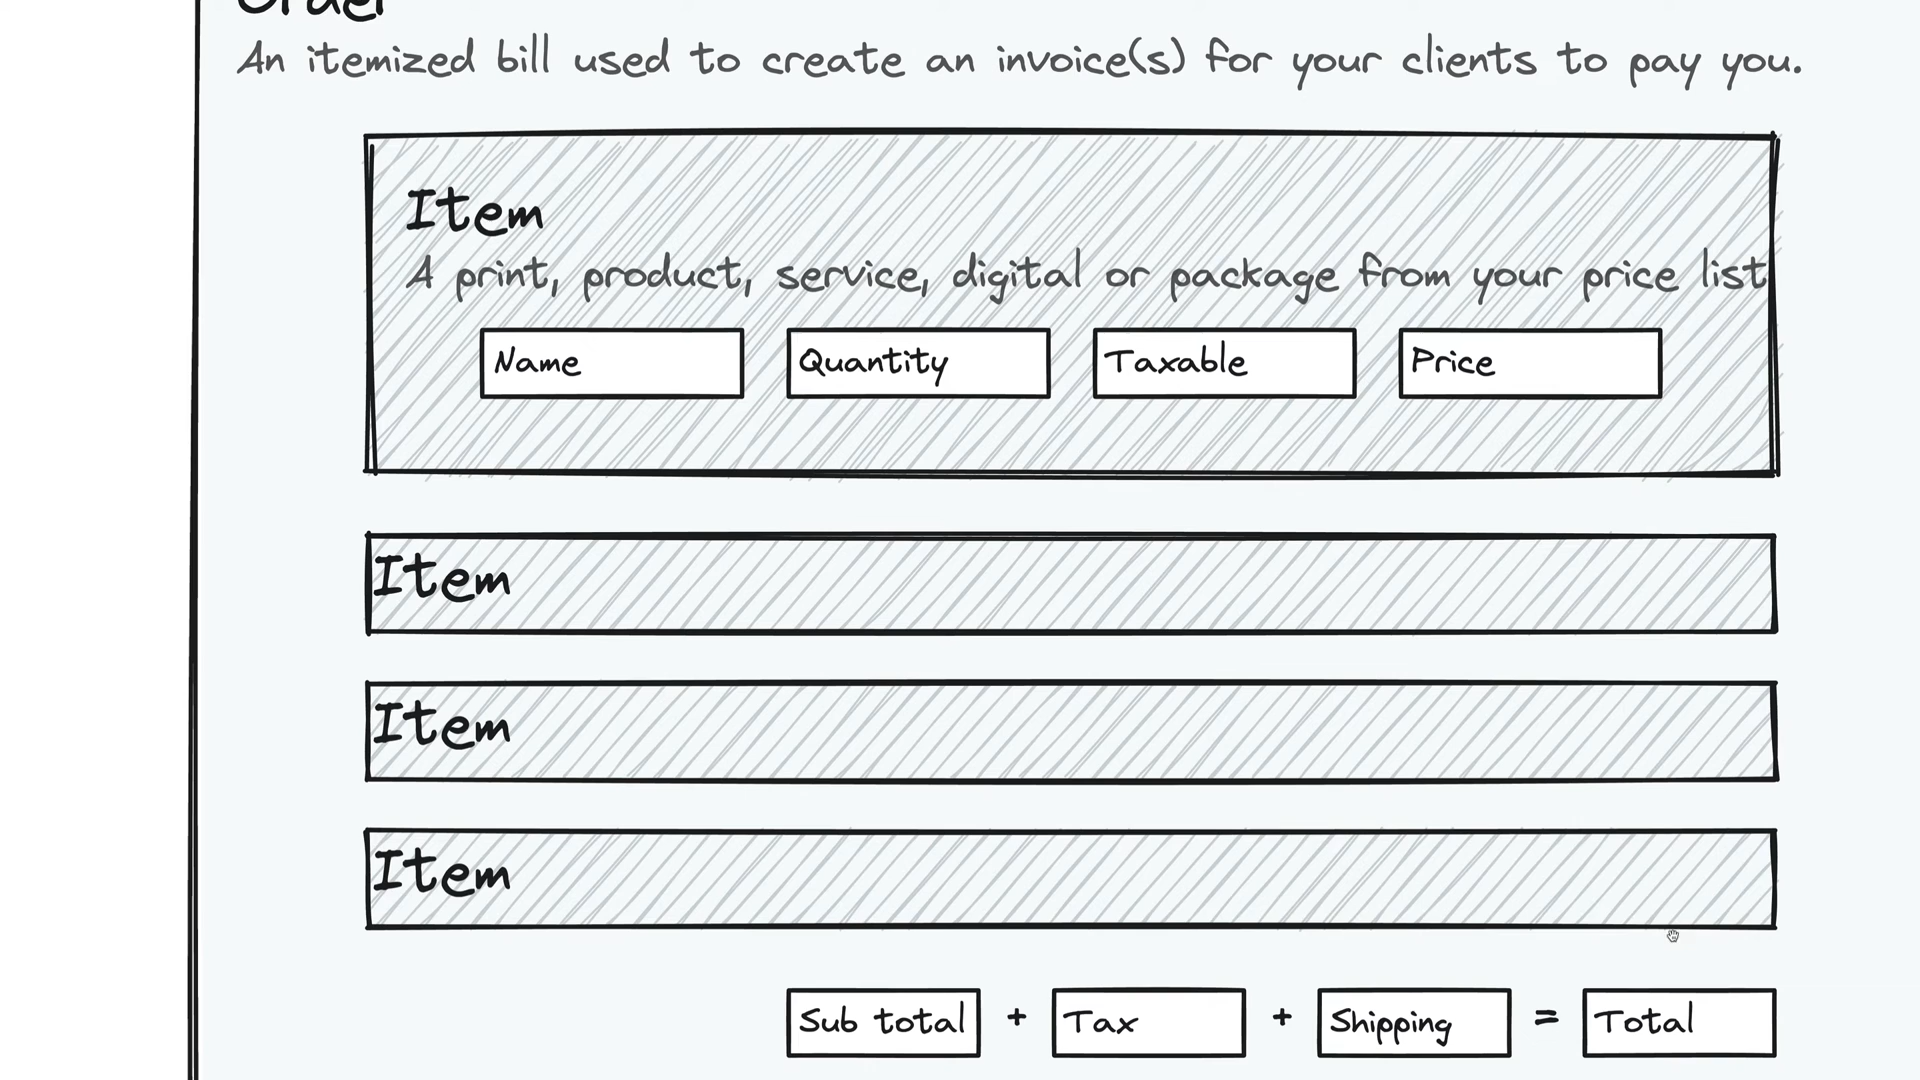 Order
An itemized bill used to create an invoice(s) for your clients to pay you.
Item
A print, product, service, digital or package from your price list
Name
Quantity
Taxable
Price
Item
Item
Item
Sub total + Tax + Shipping = Total